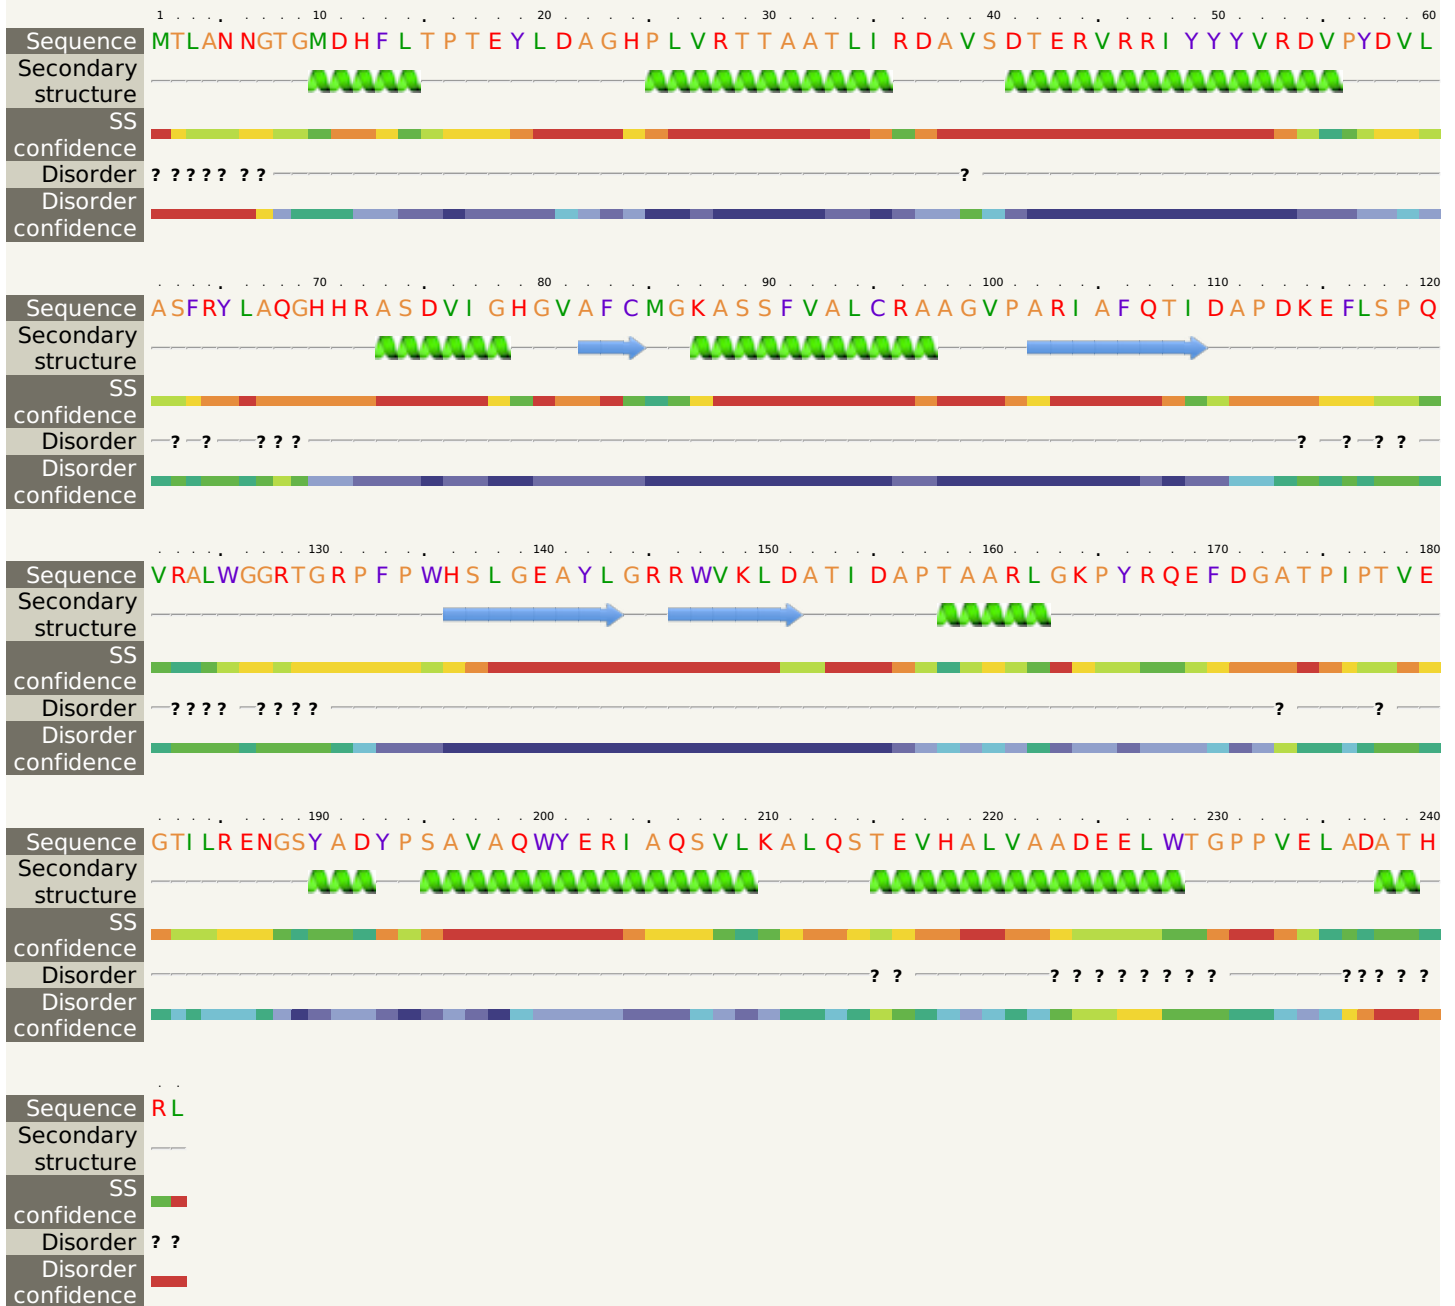 1 10 20 30 40 50 60
Sequence MTLANNGTGMDHFLTPTEYLDAGHPLVRTTAATLIRDAVSDTERVRRIYYYVRDVPYDVL
Secondary
structure
SS
confidence
Disorder ? ? ? ? ? ? ? ?
Disorder
confidence
70 80 90 100 110 120
Sequence ASFRYLAQGHHRASDVIGHGVAFCMGKASSFVALCRAAGVPARIAFQTIDAPDKEFLSPQ
Secondary
structure
SS
confidence
Disorder ? ? ? ? ? ? ? ? ?
Disorder
confidence
130 140 150 160 170 180
Sequence VRALWGGRTGRPFPWHSLGEAYLGRRWVKLDATIDAPTAARLGKPYRQEFDGATPIPTVE
Secondary
structure
SS
confidence
Disorder ? ? ? ? ? ? ? ? ? ?
Disorder
confidence
190 200 210 220 230 240
Sequence GTILRENGSYADYPSAVAQWYERIAQSVLKALQSTEVHALVAADEELWTGPPVELADATH
Secondary
structure
SS
confidence
Disorder ? ? ? ? ? ? ? ? ? ? ? ? ? ? ?
Disorder
confidence
Sequence RL
Secondary
structure
SS
confidence
Disorder ? ?
Disorder
confidence